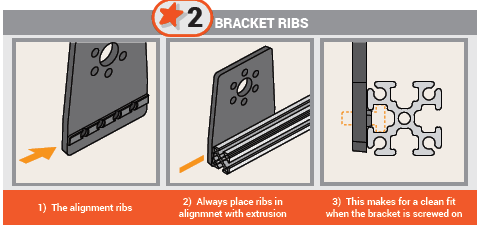 2 BRACKET RIBS
1) The alignment ribs
2) Always place ribs in
alignmnet with extrusion
3) This makes for a clean fit
when the bracket is screwed on